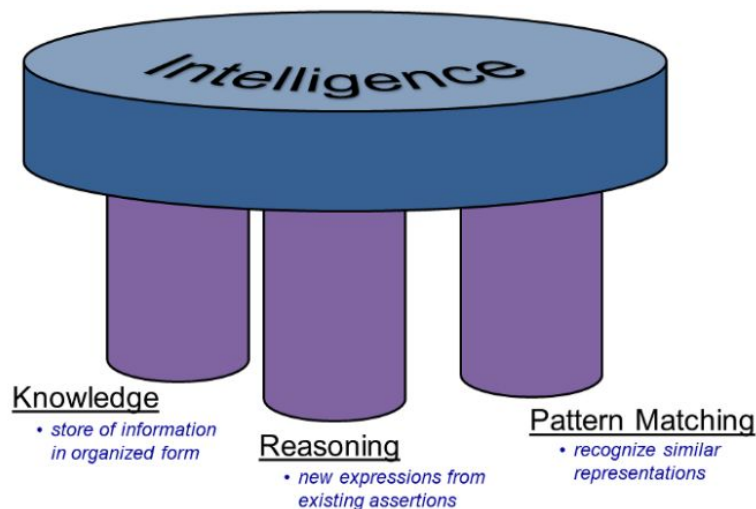 Intelligence
Knowledge
• store of information
in organized form
Reasoning
• new expressions from
existing assertions
Pattern Matching
• recognize similar
representations